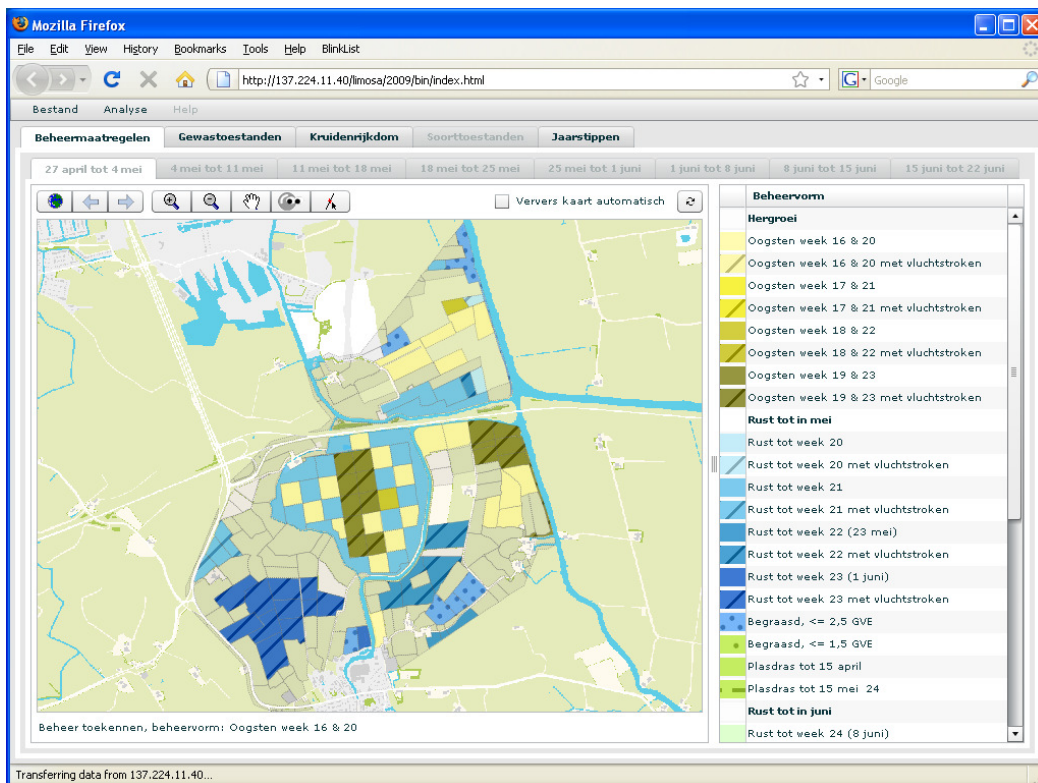 Mozilla Firefox
File Edit View History Bookmarks Tools Help BlinkList
http://137.224.11.40/limosa/2009/bin/index.html
G Google
Bestand Analyse Help
Beheermaatregelen Gewastoestanden Kruidenrijkdom Soorttoestanden Jaarstippen
27 april tot 4 mei 4 mei tot 11 mei 11 mei tot 18 mei 18 mei tot 25 mei 25 mei tot 1 juni 1 juni tot 8 juni 8 juni tot 15 juni 15 juni tot 22 juni
Ververs kaart automatisch
Beheervorm
Hergroei
Oogsten week 16 & 20
Oogsten week 16 & 20 met vluchtstroken
Oogsten week 17 & 21
Oogsten week 17 & 21 met vluchtstroken
Oogsten week 18 & 22
Oogsten week 18 & 22 met vluchtstroken
Oogsten week 19 & 23
Oogsten week 19 & 23 met vluchtstroken
Rust tot in mei
Rust tot week 20
Rust tot week 20 met vluchtstroken
Rust tot week 21
Rust tot week 21 met vluchtstroken
Rust tot week 22 (23 mei)
Rust tot week 22 met vluchtstroken
Rust tot week 23 (1 juni)
Rust tot week 23 met vluchtstroken
Begraasd, <= 2,5 GVE
Begraasd, <= 1,5 GVE
Plasdras tot 15 april
Plasdras tot 15 mei 24
Rust tot in juni
Rust tot week 24 (8 juni)
Beheer toekennen, beheervorm: Oogsten week 16 & 20
Transferring data from 137.224.11.40...